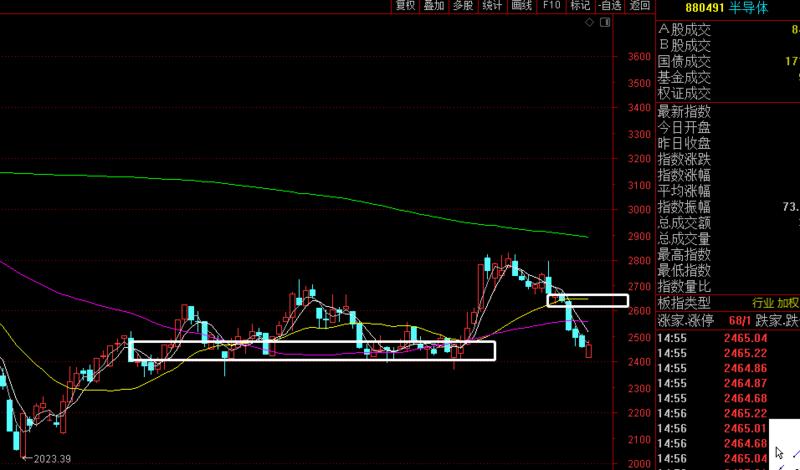 复权 叠加 多股 统计 画线 F10 标记 -自选 返回
880491 半导体
A股成交
B股成交
国债成交 17
基金成交
权证成交
最新指数
今日开盘
昨日收盘
指数涨跌
指数涨幅
平均涨幅
指数振幅 73.
总成交额
总成交量
最高指数
最低指数
指数量比
板指类型 行业 加权
涨家.涨停 68/1 跌家.跌
14:55 2465.04
14:55 2465.22
14:55 2464.86
14:55 2464.87
14:55 2464.68
14:56 2465.22
14:56 2465.01
14:56 2464.68
14:56 2465.04
3600
3500
3400
3300
3200
3100
3000
2900
2800
2700
2600
2500
2400
2300
2200
2100
2000
←2023.39